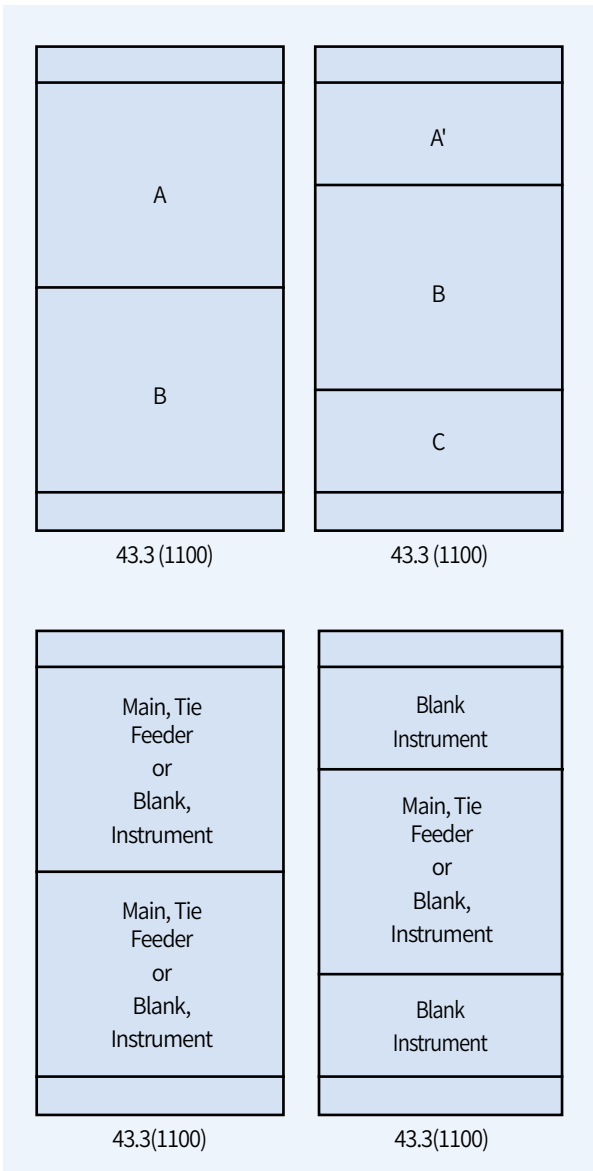 A
B
43.3 (1100)
A'
B
C
43.3 (1100)
Main, Tie
Feeder
or
Blank,
Instrument
Main, Tie
Feeder
or
Blank,
Instrument
43.3(1100)
Blank
Instrument
Main, Tie
Feeder
or
Blank,
Instrument
Blank
Instrument
43.3(1100)